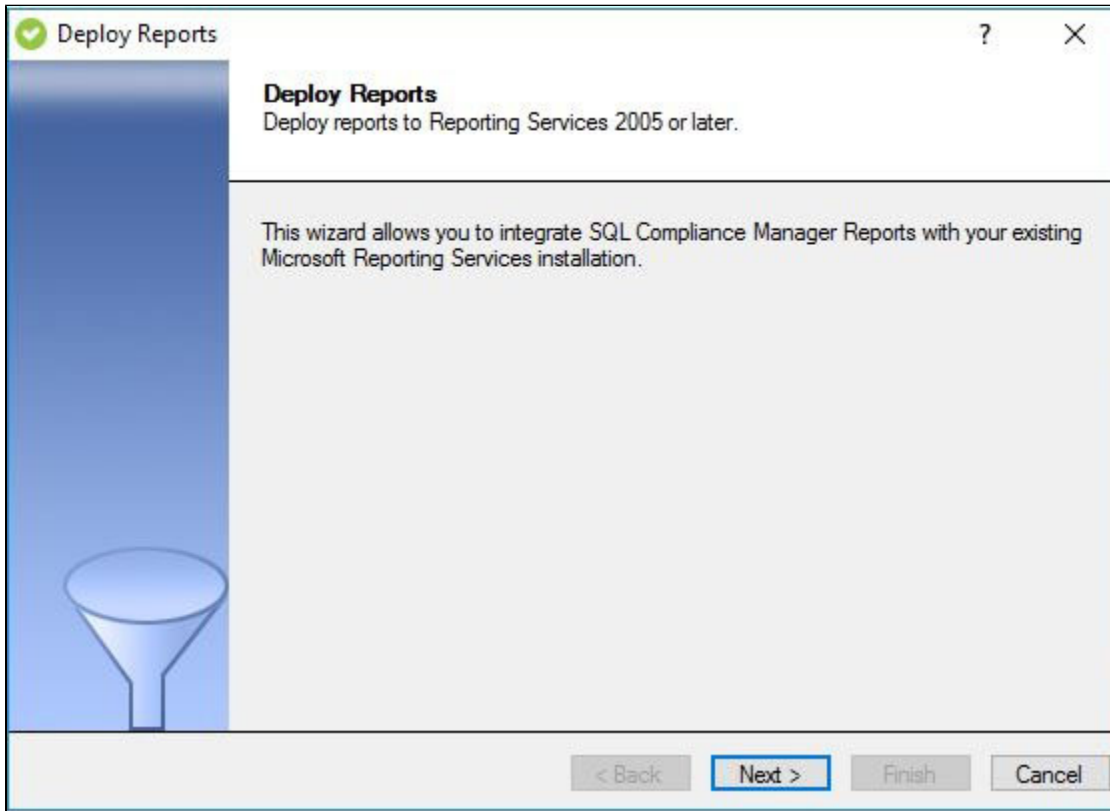 Deploy Reports
?
Deploy Reports
Deploy reports to Reporting Services 2005 or later.
This wizard allows you to integrate SQL Compliance Manager Reports with your existing
Microsoft Reporting Services installation.
< Back
Next >
Finish
Cancel